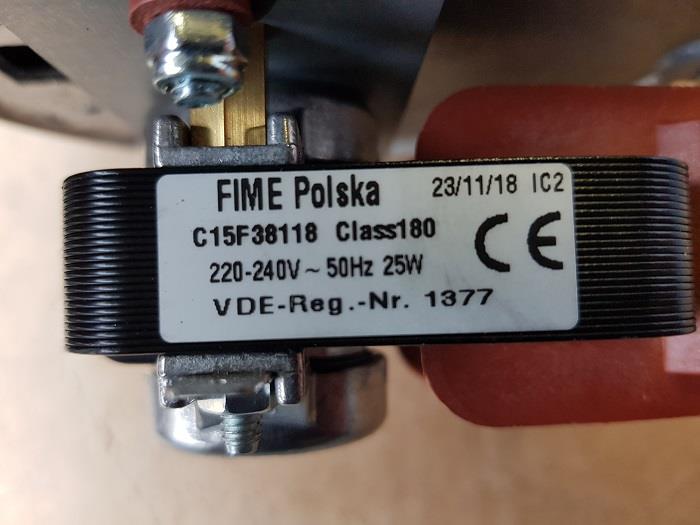 FIME Polska 23/11/18 IC2
C15F38118 Class180
220-240V ~ 50Hz 25W
VDE-Reg.-Nr. 1377
CE